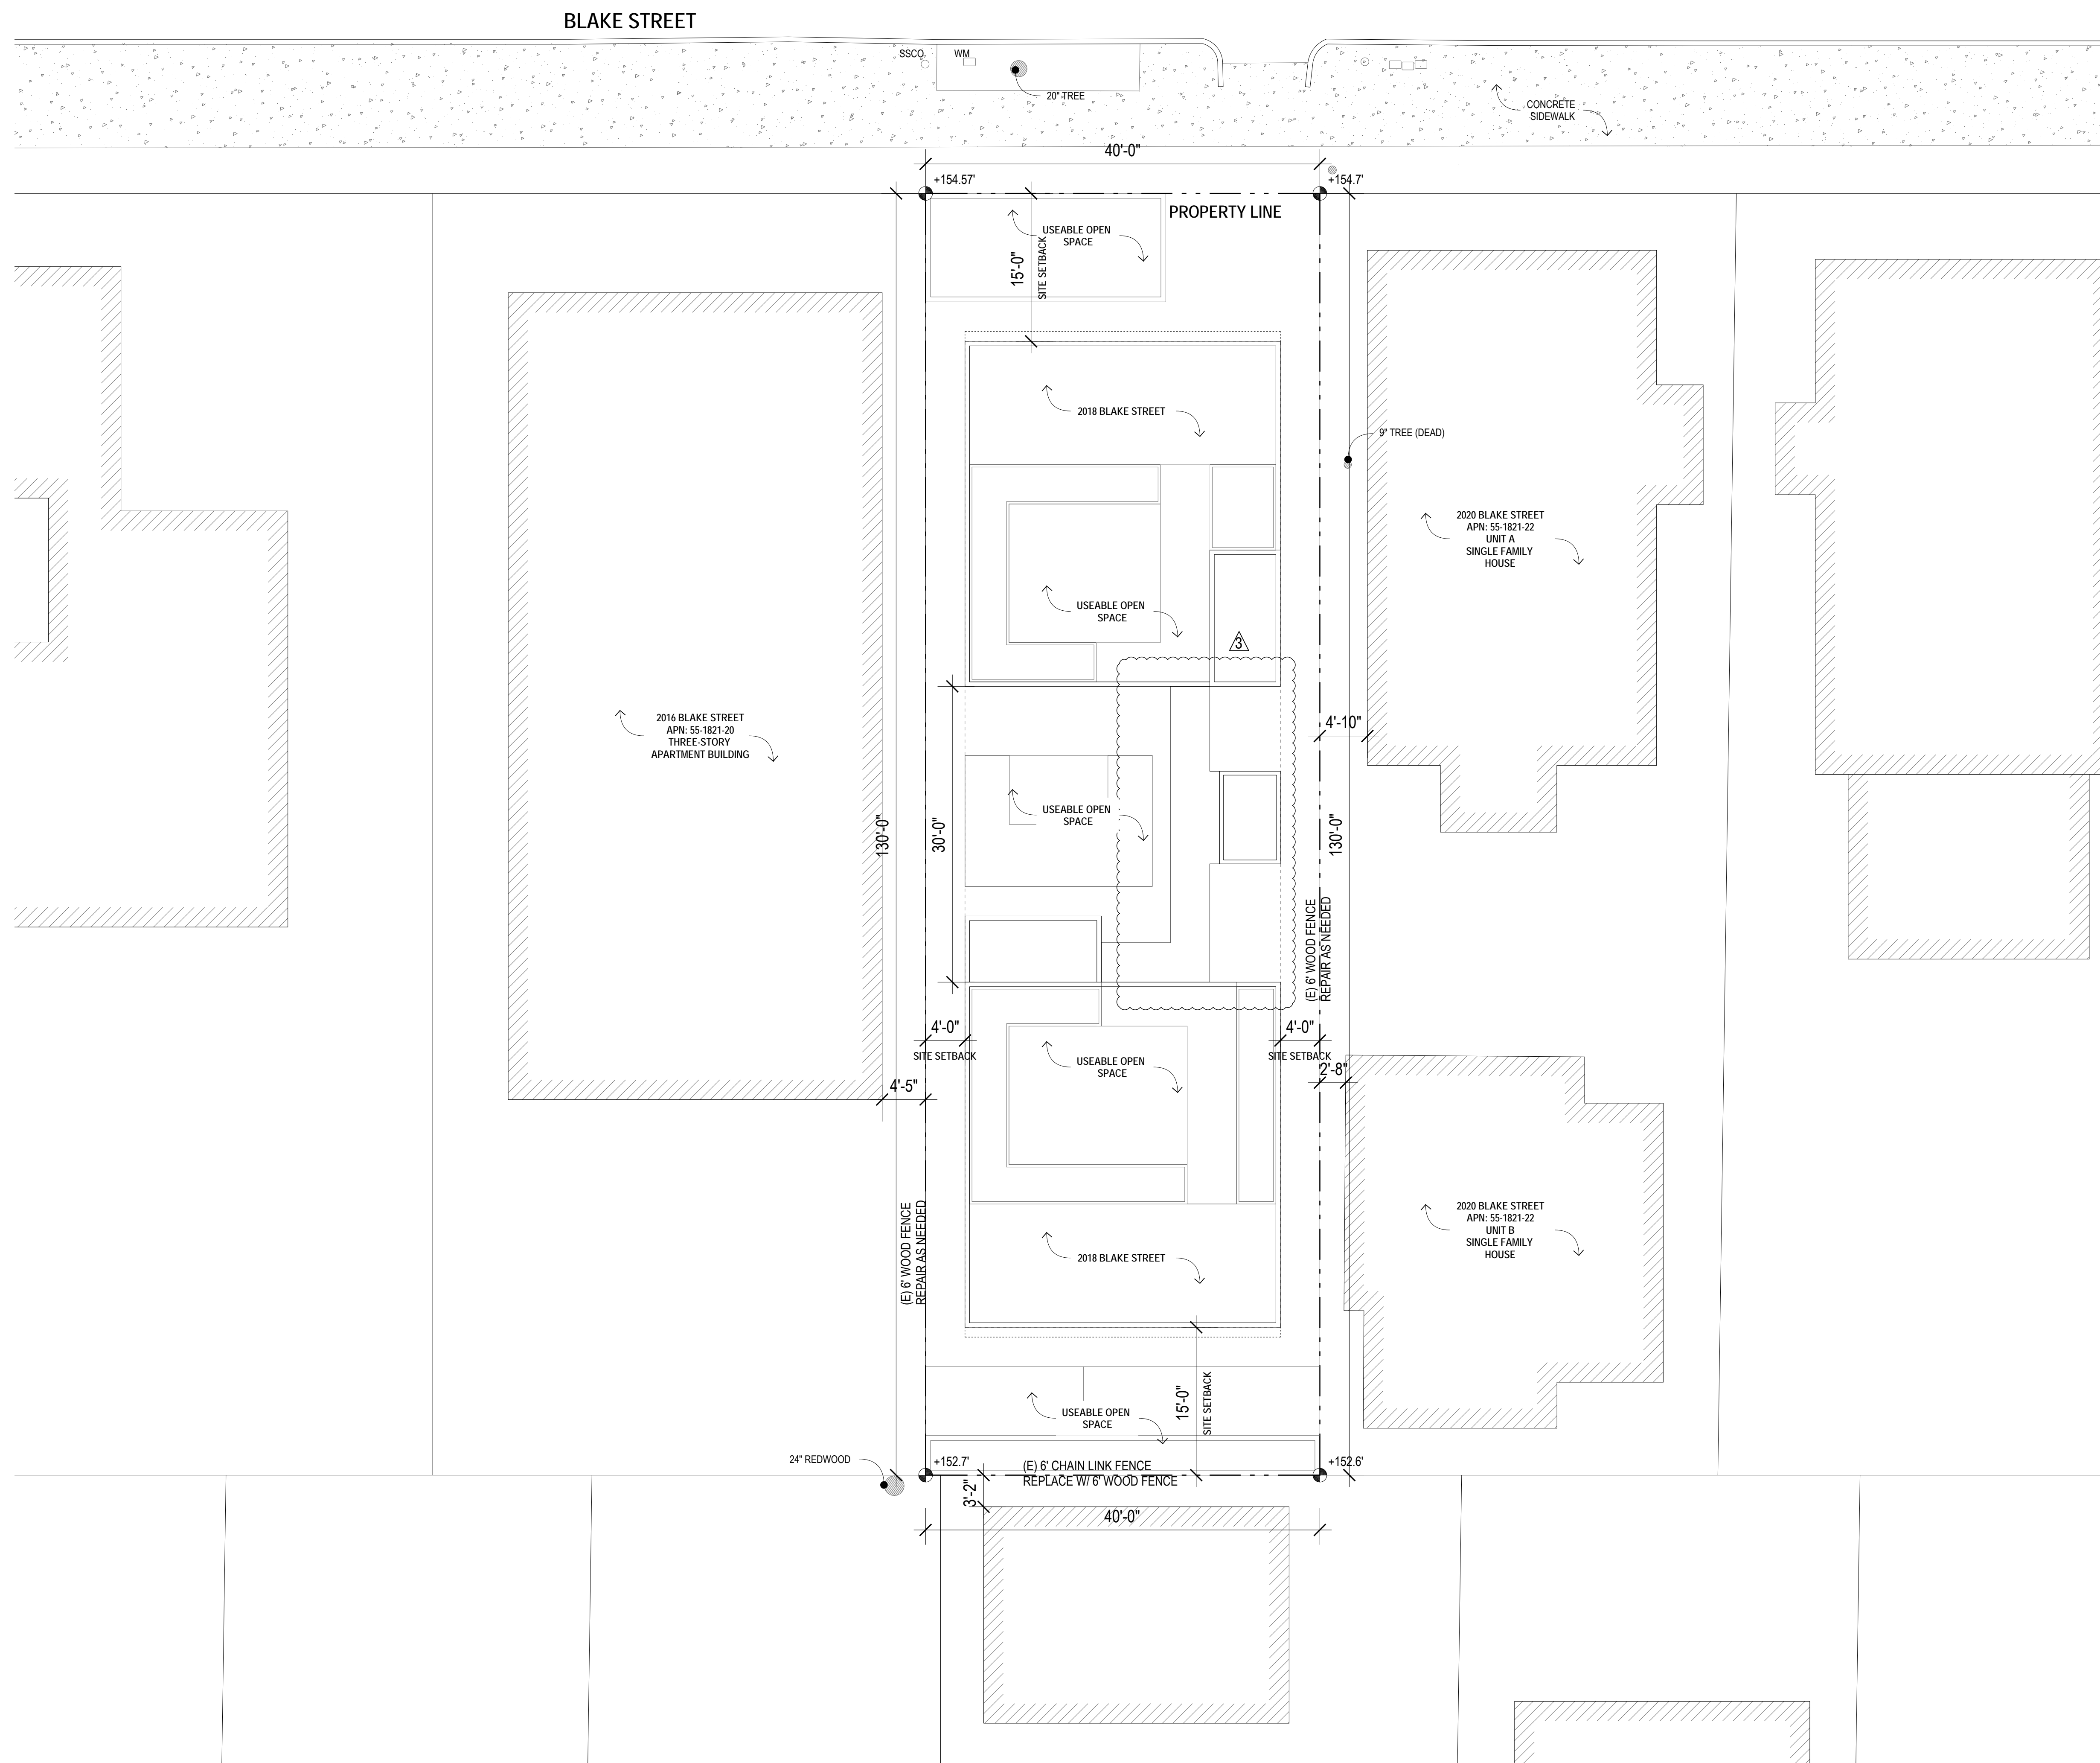 BLAKE STREET
SSCO
WM
20" TREE
CONCRETE
SIDEWALK
40'-0"
+154.57'
+154.7'
PROPERTY LINE
USEABLE OPEN
SPACE
15'-0"
SITE SETBACK
2018 BLAKE STREET
9" TREE (DEAD)
2020 BLAKE STREET
APN: 55-1821-22
UNIT A
SINGLE FAMILY
HOUSE
USEABLE OPEN
SPACE
3
2016 BLAKE STREET
APN: 55-1821-20
THREE-STORY
APARTMENT BUILDING
4'-10"
USEABLE OPEN
SPACE
130'-0"
30'-0"
130'-0"
(E) 6' WOOD FENCE
REPAIR AS NEEDED
4'-0"
SITE SETBACK
4'-0"
SITE SETBACK
USEABLE OPEN
SPACE
2'-8"
4'-5"
(E) 6' WOOD FENCE
REPAIR AS NEEDED
2020 BLAKE STREET
APN: 55-1821-22
UNIT B
SINGLE FAMILY
HOUSE
2018 BLAKE STREET
15'-0"
SITE SETBACK
USEABLE OPEN
SPACE
24" REDWOOD
+152.7'
(E) 6' CHAIN LINK FENCE
REPLACE W/ 6' WOOD FENCE
+152.6'
3'-2"
40'-0"